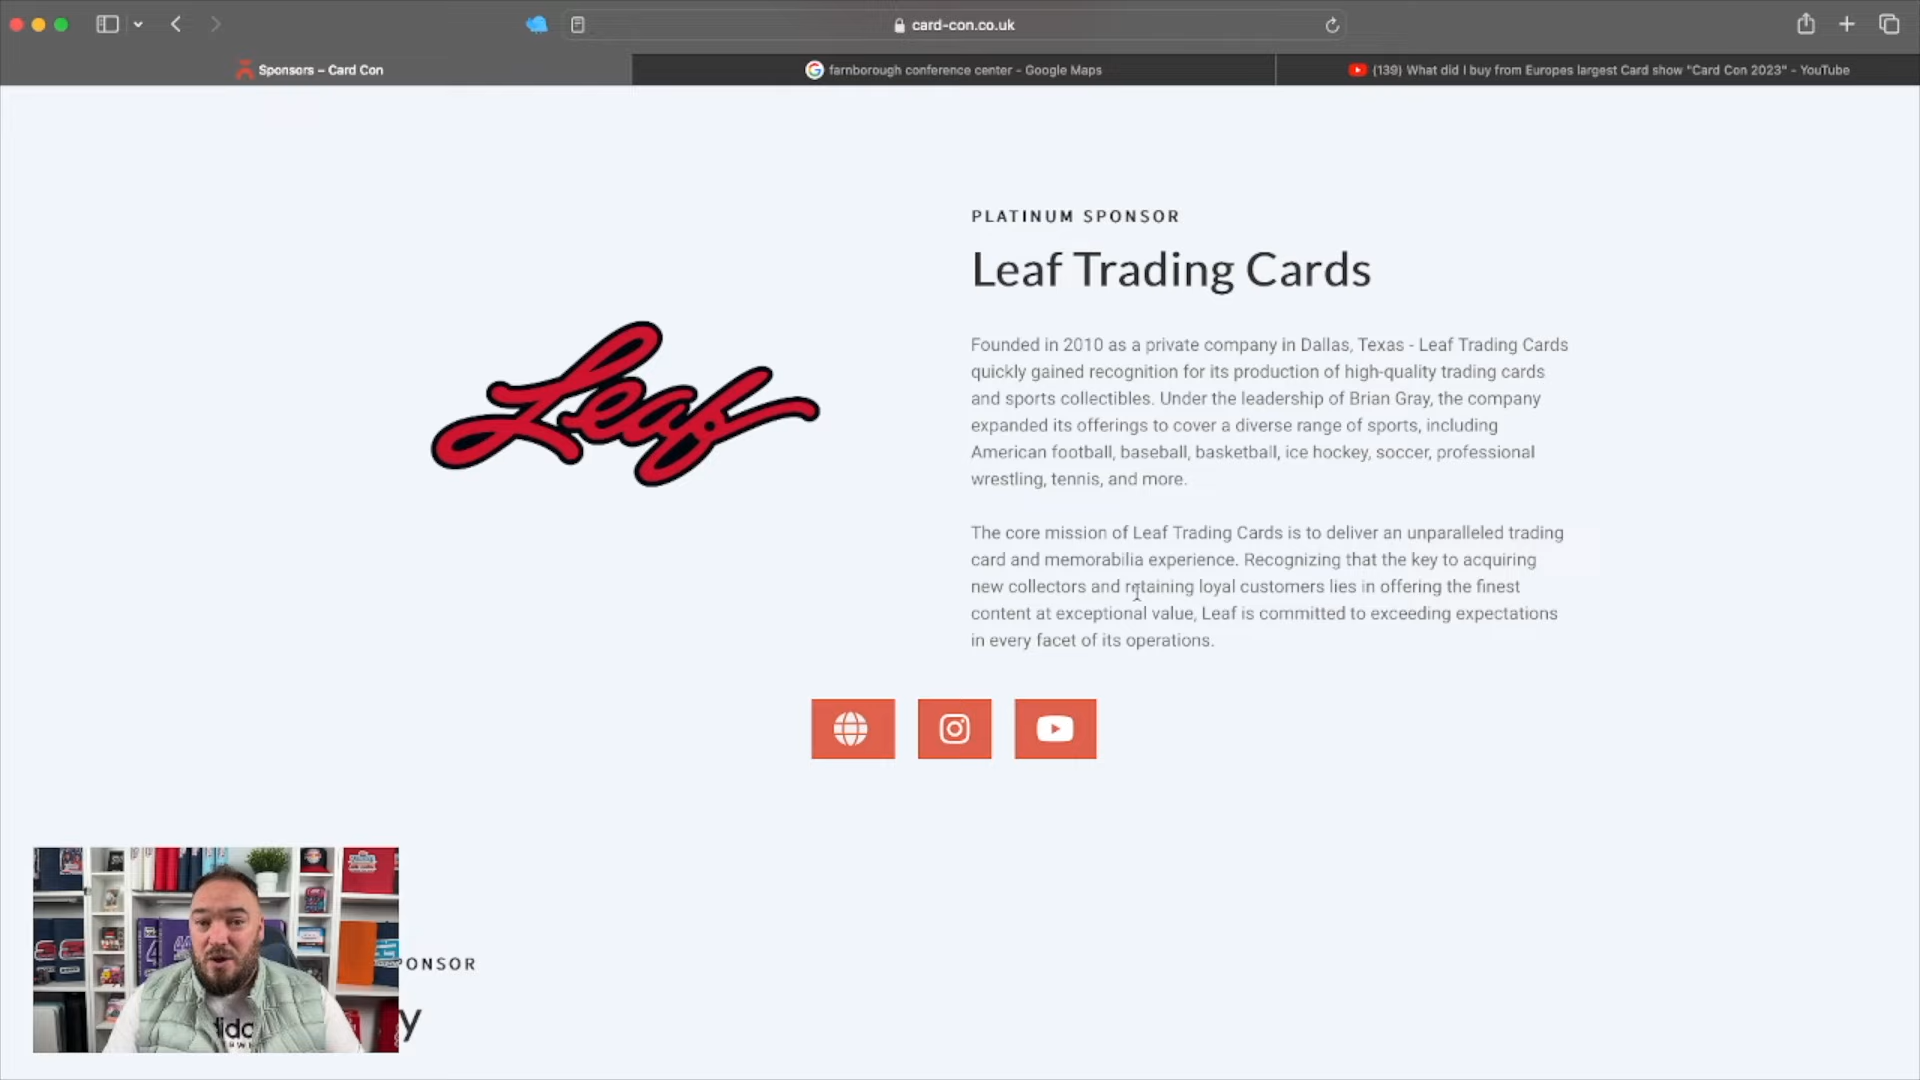 card-con.co.uk
Sponsors – Card Con
farnborough conference center - Google Maps
(139) What did I buy from Europes largest Card show "Card Con 2023" - YouTube
PLATINUM SPONSOR
Leaf Trading Cards
Leaf
Founded in 2010 as a private company in Dallas, Texas - Leaf Trading Cards
quickly gained recognition for its production of high-quality trading cards
and sports collectibles. Under the leadership of Brian Gray, the company
expanded its offerings to cover a diverse range of sports, including
American football, baseball, basketball, ice hockey, soccer, professional
wrestling, tennis, and more.
The core mission of Leaf Trading Cards is to deliver an unparalleled trading
card and memorabilia experience. Recognizing that the key to acquiring
new collectors and retaining loyal customers lies in offering the finest
content at exceptional value, Leaf is committed to exceeding expectations
in every facet of its operations.
ONSOR
y